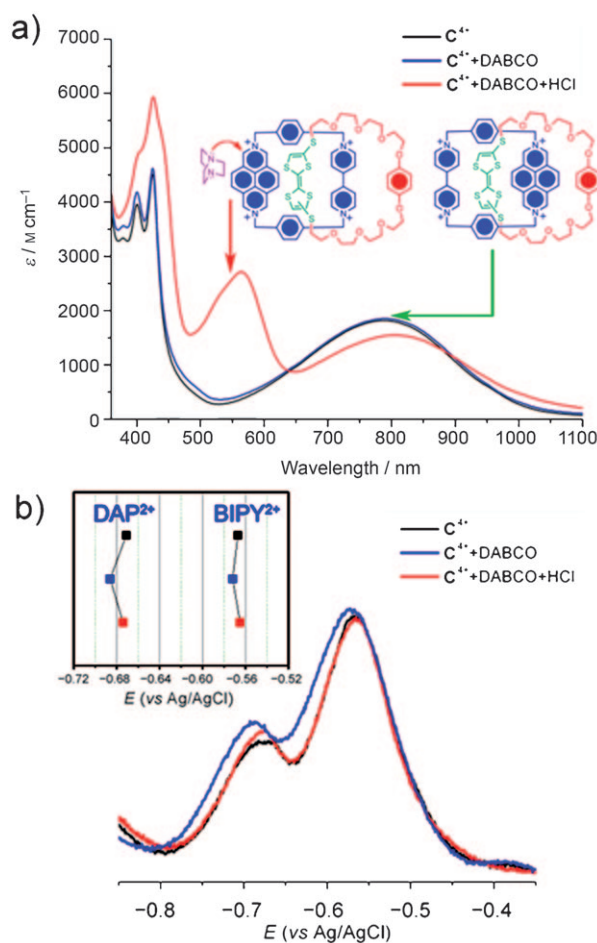 a)
C⁴⁺
C⁴⁺+DABCO
C⁴⁺+DABCO+HCl
7000
6000
5000
4000
3000
2000
1000
0
ε / M cm⁻¹
400 500 600 700 800 900 1000 1100
Wavelength / nm
b)
DAP²⁺ BIPY²⁺
−0.72 −0.68 −0.64 −0.60 −0.56 −0.52
E (vs Ag/AgCl)
C⁴⁺
C⁴⁺+DABCO
C⁴⁺+DABCO+HCl
−0.8 −0.7 −0.6 −0.5 −0.4
E (vs Ag/AgCl)